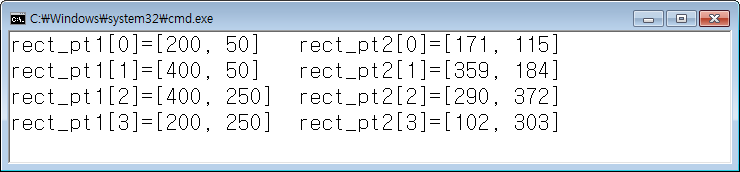 C:₩Windows₩system32₩cmd.exe
rect_pt1[0]=[200, 50] rect_pt2[0]=[171, 115]
rect_pt1[1]=[400, 50] rect_pt2[1]=[359, 184]
rect_pt1[2]=[400, 250] rect_pt2[2]=[290, 372]
rect_pt1[3]=[200, 250] rect_pt2[3]=[102, 303]